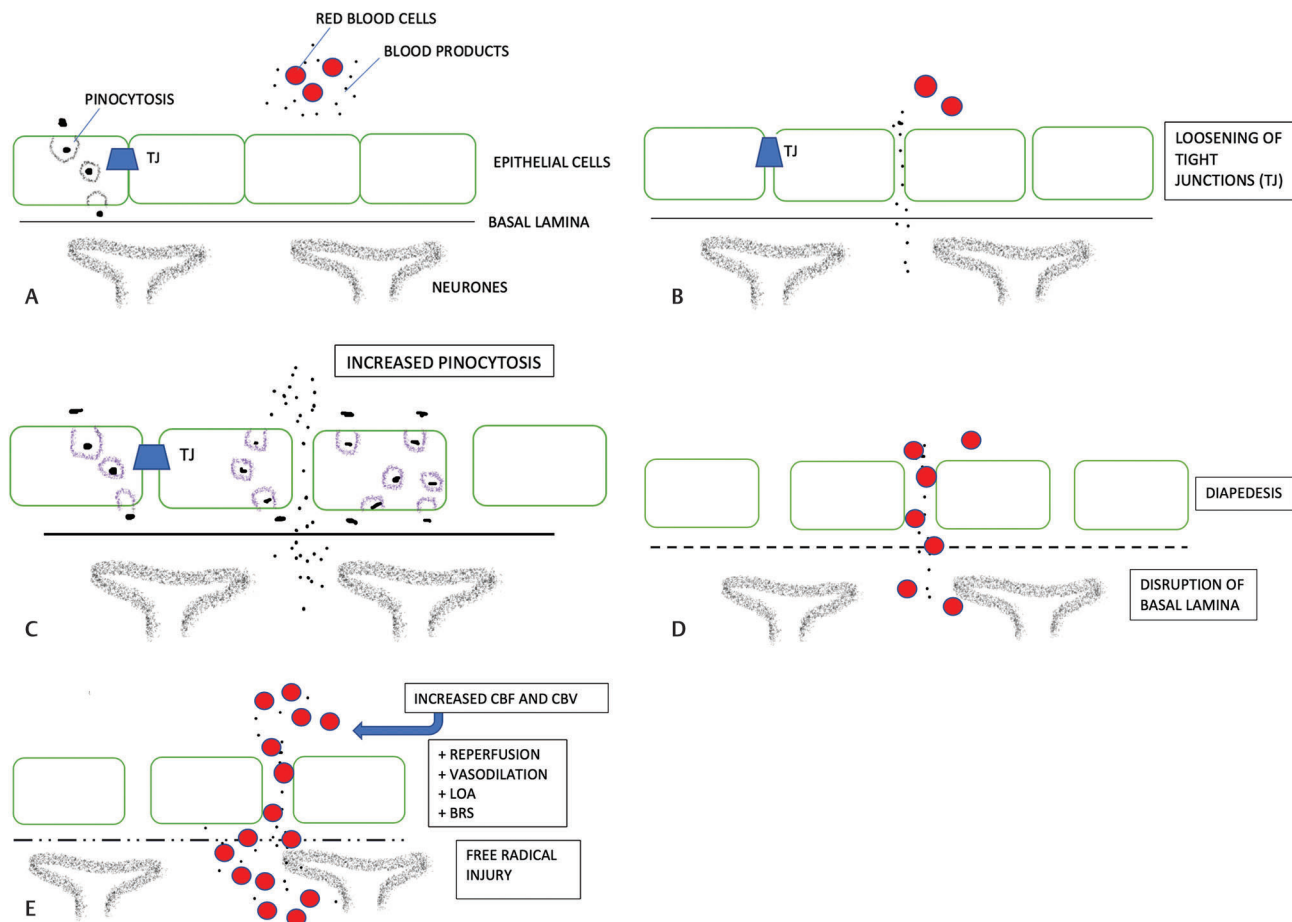 RED BLOOD CELLS
BLOOD PRODUCTS
PINOCYTOSIS
TJ
EPITHELIAL CELLS
BASAL LAMINA
NEURONES
A
TJ
LOOSENING OF
TIGHT
JUNCTIONS (TJ)
B
INCREASED PINOCYTOSIS
TJ
C
DIAPEDESIS
DISRUPTION OF
BASAL LAMINA
D
INCREASED CBF AND CBV
+ REPERFUSION
+ VASODILATION
+ LOA
+ BRS
FREE RADICAL
INJURY
E